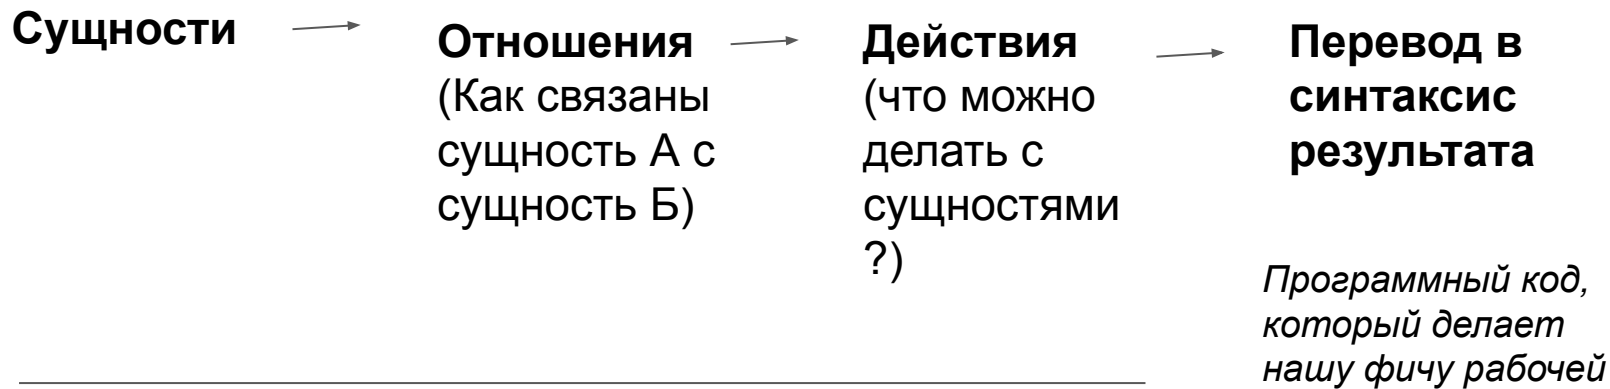 Сущности
Отношения
(Как связаны
сущность А с
сущность Б)
Действия
(что можно
делать с
сущностями
?)
Перевод в
синтаксис
результата
Программный код,
который делает
нашу фичу рабочей